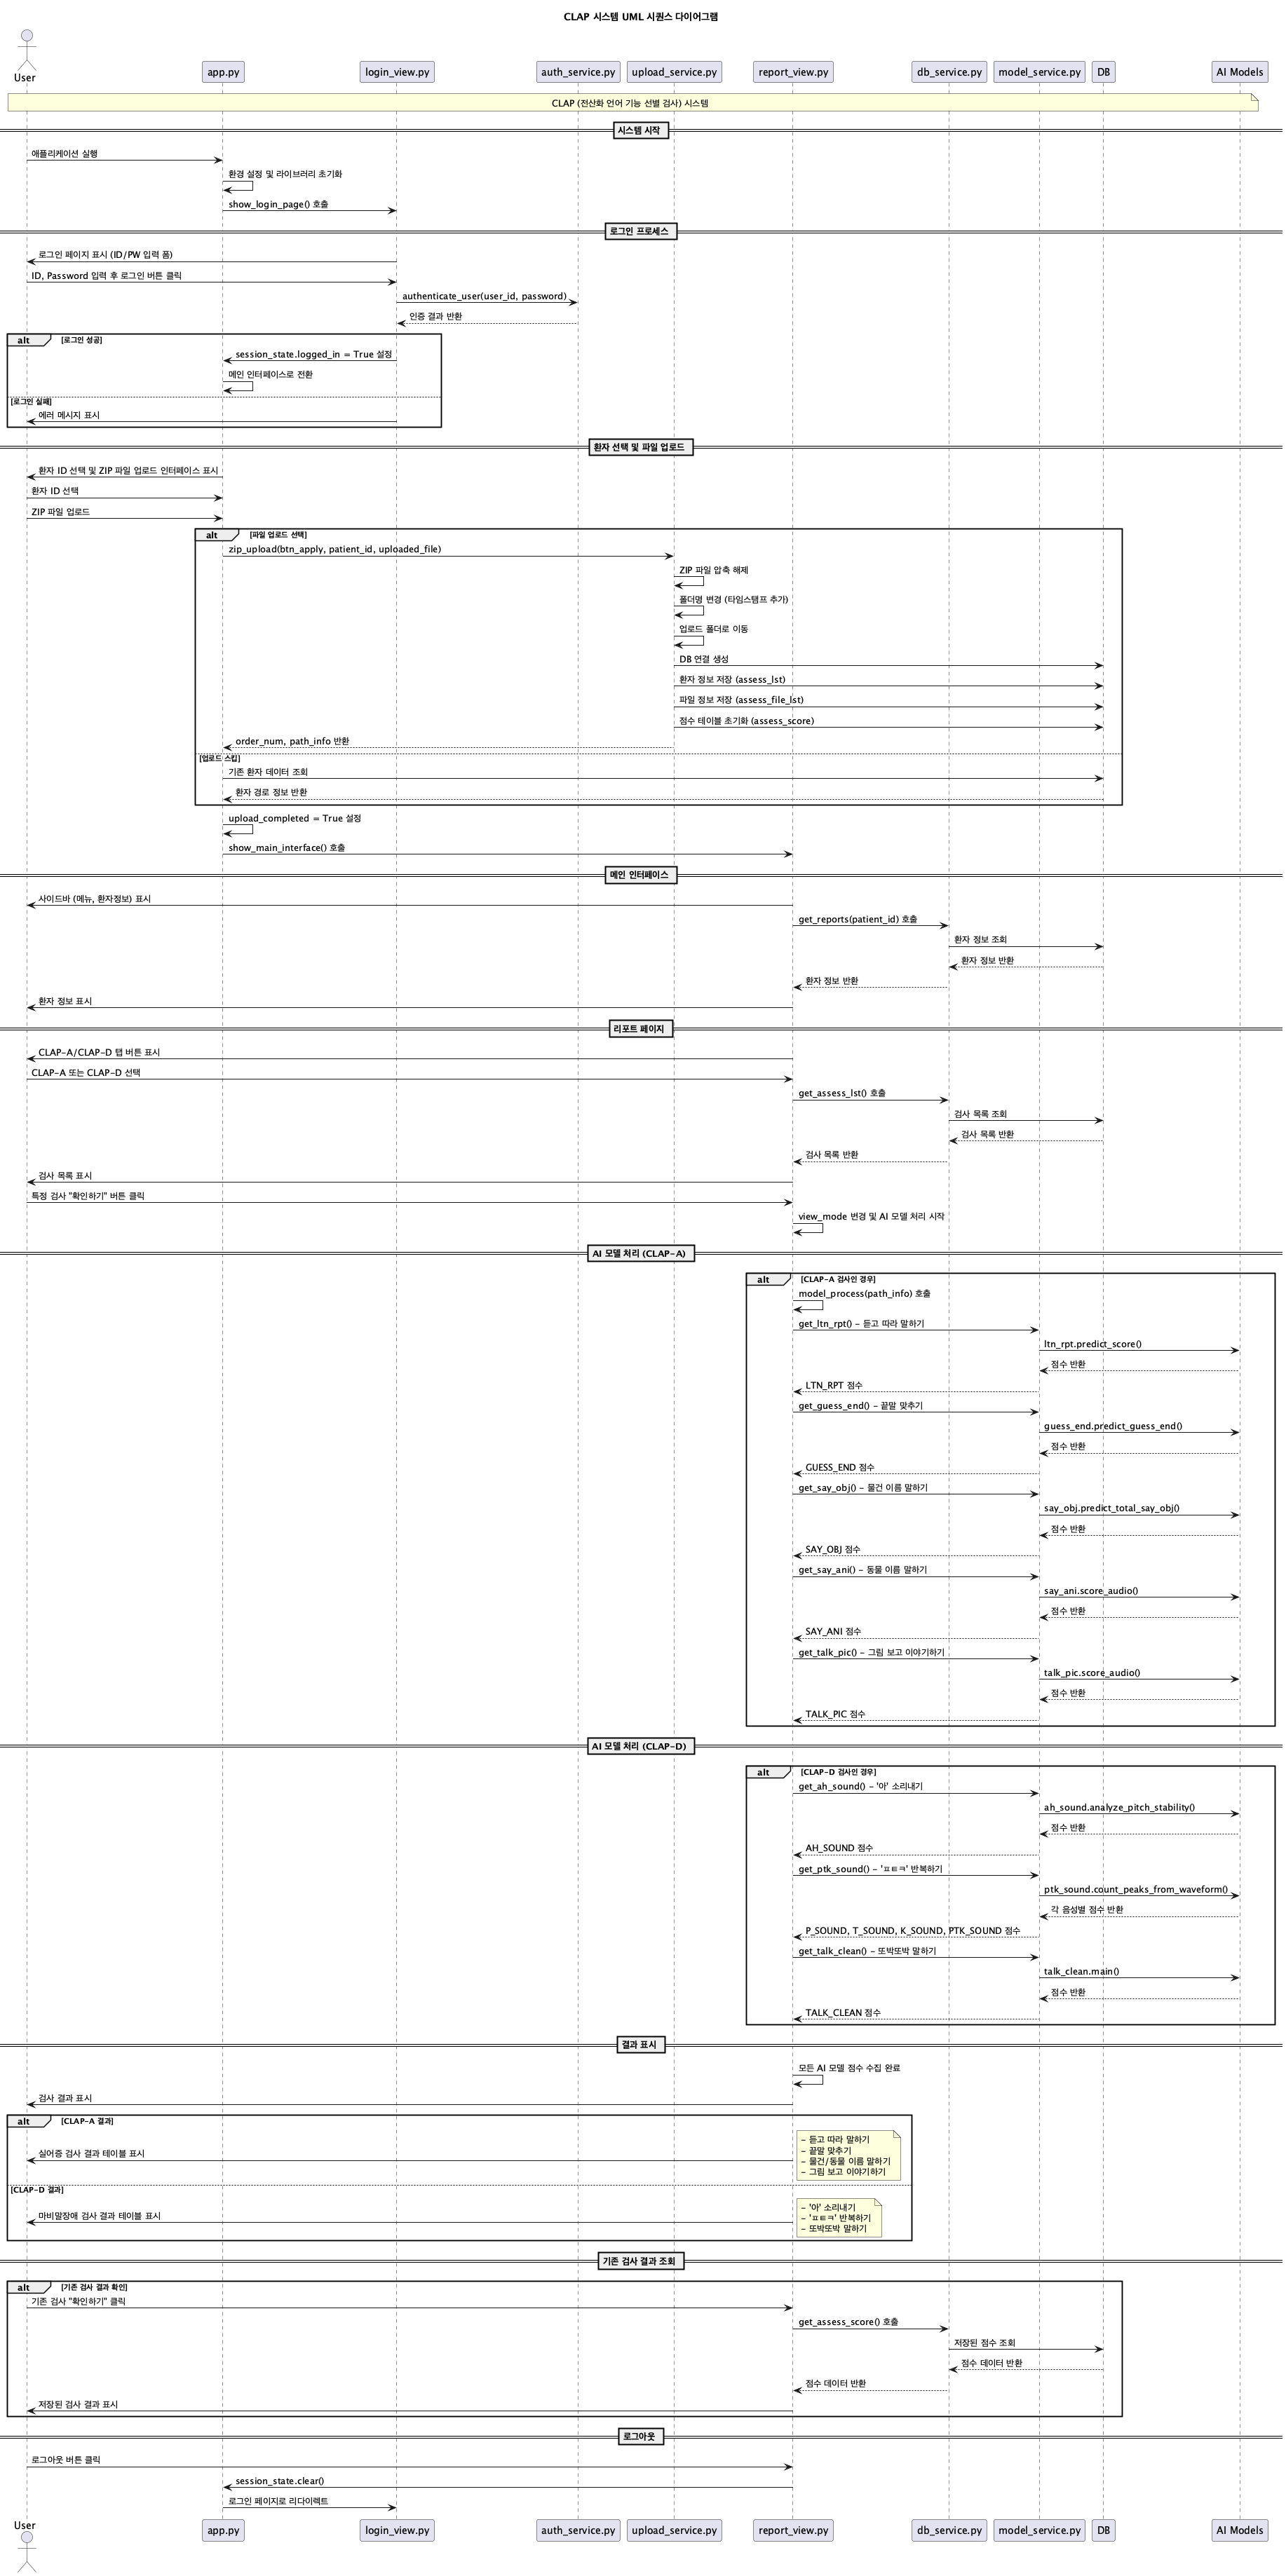 CLAP 시스템 UML 시퀀스 다이어그램
User
app.py
login_view.py
auth_service.py
upload_service.py
report_view.py
db_service.py
model_service.py
DB
AI Models
CLAP (전산화 언어 기능 선별 검사) 시스템
시스템 시작
애플리케이션 실행
환경 설정 및 라이브러리 초기화
show_login_page() 호출
로그인 프로세스
로그인 페이지 표시 (ID/PW 입력 폼)
ID, Password 입력 후 로그인 버튼 클릭
authenticate_user(user_id, password)
인증 결과 반환
alt
[로그인 성공]
session_state.logged_in = True 설정
메인 인터페이스로 전환
[로그인 실패]
에러 메시지 표시
환자 선택 및 파일 업로드
환자 ID 선택 및 ZIP 파일 업로드 인터페이스 표시
환자 ID 선택
ZIP 파일 업로드
alt
[파일 업로드 선택]
zip_upload(btn_apply, patient_id, uploaded_file)
ZIP 파일 압축 해제
폴더명 변경 (타임스탬프 추가)
업로드 폴더로 이동
DB 연결 생성
환자 정보 저장 (assess_lst)
파일 정보 저장 (assess_file_lst)
점수 테이블 초기화 (assess_score)
order_num, path_info 반환
[업로드 스킵]
기존 환자 데이터 조회
환자 경로 정보 반환
upload_completed = True 설정
show_main_interface() 호출
메인 인터페이스
사이드바 (메뉴, 환자정보) 표시
get_reports(patient_id) 호출
환자 정보 조회
환자 정보 반환
환자 정보 반환
환자 정보 표시
리포트 페이지
CLAP-A/CLAP-D 탭 버튼 표시
CLAP-A 또는 CLAP-D 선택
get_assess_lst() 호출
검사 목록 조회
검사 목록 반환
검사 목록 반환
검사 목록 표시
특정 검사 "확인하기" 버튼 클릭
view_mode 변경 및 AI 모델 처리 시작
AI 모델 처리 (CLAP-A)
alt
[CLAP-A 검사인 경우]
model_process(path_info) 호출
get_ltn_rpt() - 듣고 따라 말하기
ltn_rpt.predict_score()
점수 반환
LTN_RPT 점수
get_guess_end() - 끝말 맞추기
guess_end.predict_guess_end()
점수 반환
GUESS_END 점수
get_say_obj() - 물건 이름 말하기
say_obj.predict_total_say_obj()
점수 반환
SAY_OBJ 점수
get_say_ani() - 동물 이름 말하기
say_ani.score_audio()
점수 반환
SAY_ANI 점수
get_talk_pic() - 그림 보고 이야기하기
talk_pic.score_audio()
점수 반환
TALK_PIC 점수
AI 모델 처리 (CLAP-D)
alt
[CLAP-D 검사인 경우]
get_ah_sound() - '아' 소리내기
ah_sound.analyze_pitch_stability()
점수 반환
AH_SOUND 점수
get_ptk_sound() - 'ㅍㅌㅋ' 반복하기
ptk_sound.count_peaks_from_waveform()
각 음성별 점수 반환
P_SOUND, T_SOUND, K_SOUND, PTK_SOUND 점수
get_talk_clean() - 또박또박 말하기
talk_clean.main()
점수 반환
TALK_CLEAN 점수
결과 표시
모든 AI 모델 점수 수집 완료
검사 결과 표시
alt
[CLAP-A 결과]
실어증 검사 결과 테이블 표시
- 듣고 따라 말하기
- 끝말 맞추기
- 물건/동물 이름 말하기
- 그림 보고 이야기하기
[CLAP-D 결과]
마비말장애 검사 결과 테이블 표시
- '아' 소리내기
- 'ㅍㅌㅋ' 반복하기
- 또박또박 말하기
기존 검사 결과 조회
alt
[기존 검사 결과 확인]
기존 검사 "확인하기" 클릭
get_assess_score() 호출
저장된 점수 조회
점수 데이터 반환
점수 데이터 반환
저장된 검사 결과 표시
로그아웃
로그아웃 버튼 클릭
session_state.clear()
로그인 페이지로 리다이렉트
User
app.py
login_view.py
auth_service.py
upload_service.py
report_view.py
db_service.py
model_service.py
DB
AI Models